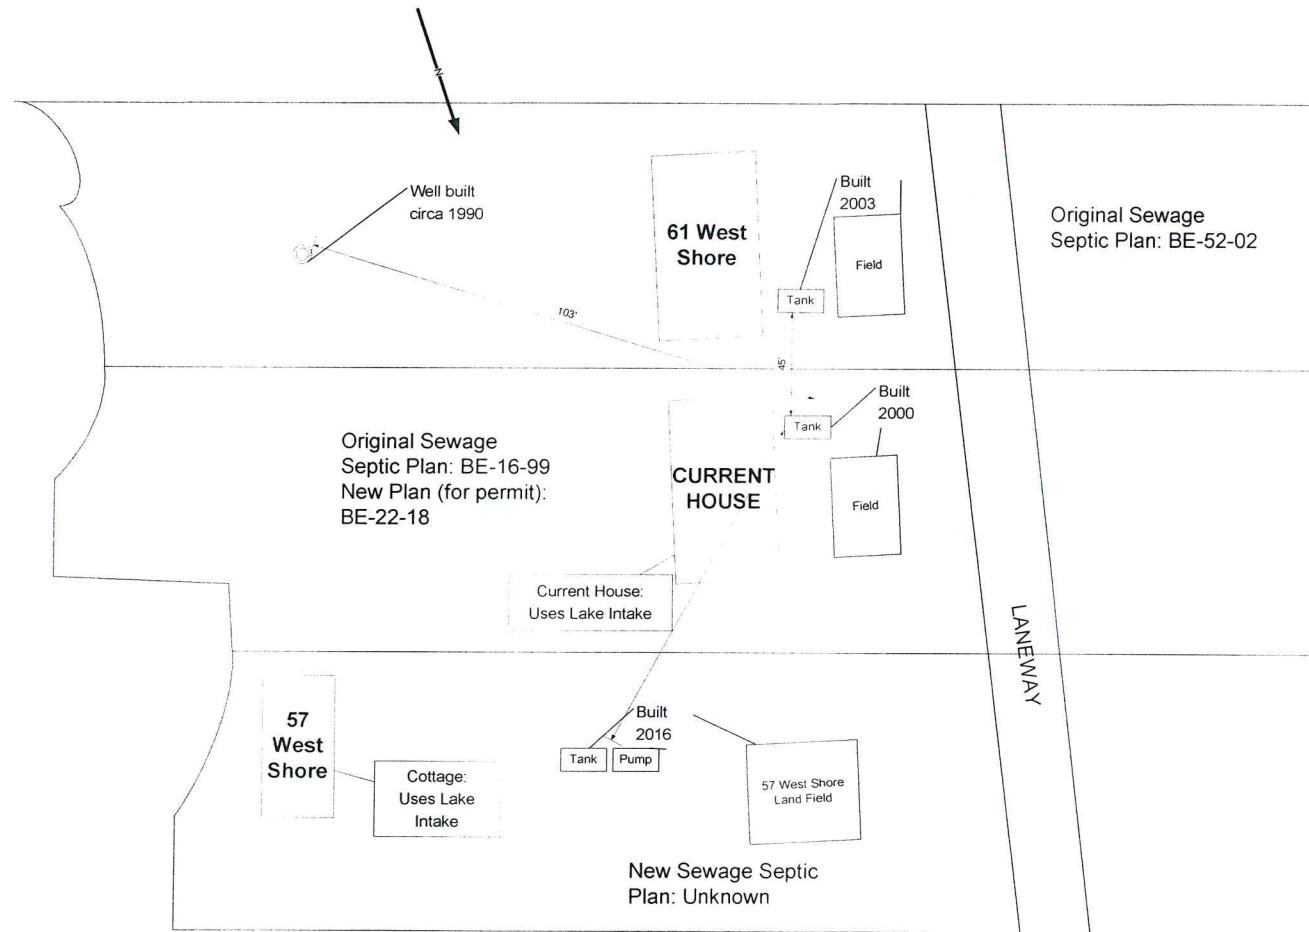 N
Well built
circa 1990
61 West
Shore
Built
2003
Field
Tank
Original Sewage
Septic Plan: BE-52-02
103'
45'
Built
2000
Tank
Field
Original Sewage
Septic Plan: BE-16-99
New Plan (for permit):
BE-22-18
CURRENT
HOUSE
Current House:
Uses Lake Intake
LANEWAY
57
West
Shore
Cottage:
Uses Lake
Intake
Built
2016
Tank
Pump
57 West Shore
Land Field
New Sewage Septic
Plan: Unknown